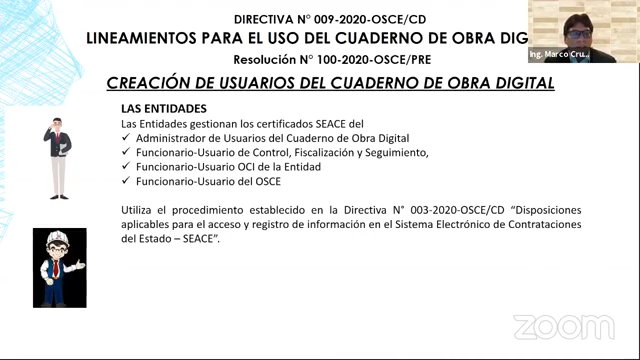 DIRECTIVA N° 009-2020-OSCE/CD
LINEAMIENTOS PARA EL USO DEL CUADERNO DE OBRA
Resolución N° 100-2020-OSCE/PRE
CREACIÓN DE USUARIOS DEL CUADERNO DE OBRA DIGITAL
LAS ENTIDADES
Las Entidades gestionan los certificados SEACE del
✓ Administrador de Usuarios del Cuaderno de Obra Digital
✓ Funcionario-Usuario de Control, Fiscalización y Seguimiento,
✓ Funcionario-Usuario OCI de la Entidad
✓ Funcionario-Usuario del OSCE
Utiliza el procedimiento establecido en la Directiva N° 003-2020-OSCE/CD “Disposiciones
aplicables para el acceso y registro de información en el Sistema Electrónico de Contrataciones
del Estado – SEACE”.
Ing. Marco Cru...
zoom